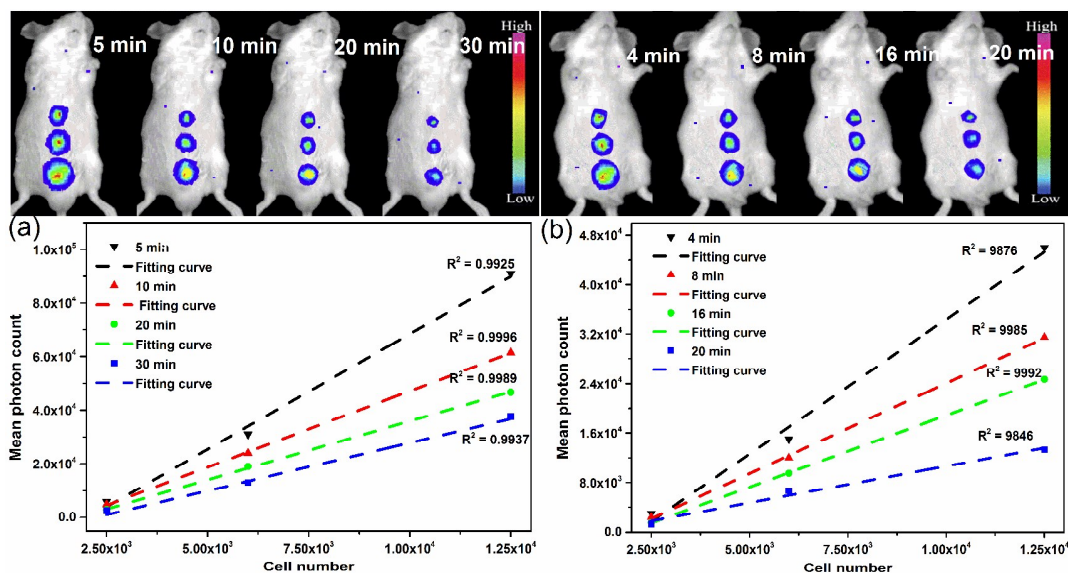 High
5 min
10 min
20 min
30 min
Low
High
4 min
8 min
16 min
20 min
Low
(a)
1.0x10⁵
8.0x10⁴
6.0x10⁴
4.0x10⁴
2.0x10⁴
0.0
Mean photon count
5 min
Fitting curve
10 min
Fitting curve
20 min
Fitting curve
30 min
Fitting curve
R² = 0.9925
R² = 0.9996
R² = 0.9989
R² = 0.9937
2.50x10³
5.00x10³
7.50x10³
1.00x10⁴
1.25x10⁴
Cell number
(b)
4.8x10⁴
3.2x10⁴
2.4x10⁴
1.6x10⁴
8.0x10³
0.0
Mean photon count
4 min
Fitting curve
8 min
Fitting curve
16 min
Fitting curve
20 min
Fitting curve
R² = 9876
R² = 9985
R² = 9992
R² = 9846
2.50x10³
5.00x10³
7.50x10³
1.00x10⁴
1.25x10⁴
Cell number